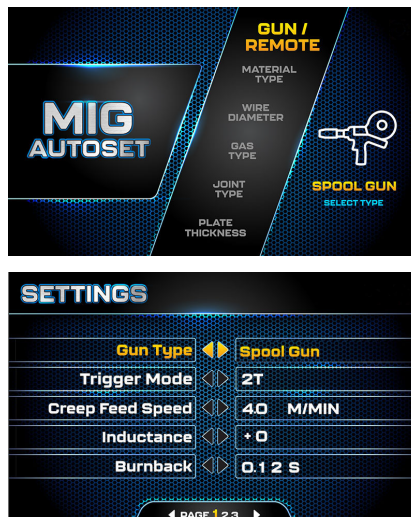 GUN /
REMOTE
MATERIAL
TYPE
WIRE
DIAMETER
MIG
AUTOSET
GAS
TYPE
JOINT
TYPE
SPOOL GUN
SELECT TYPE
PLATE
THICKNESS
SETTINGS
Gun Type Spool Gun
Trigger Mode 2T
Creep Feed Speed 4.0 M/MIN
Inductance + 0
Burnback 0.12 S
PAGE 1 2 3